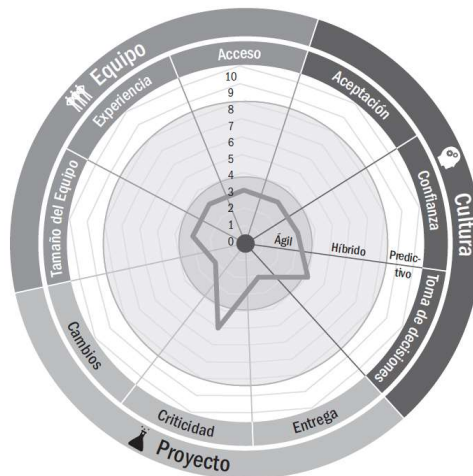 Equipo
Cultura
Proyecto
Acceso
Aceptación
Confianza
Toma de decisiones
Entrega
Criticidad
Cambios
Tamaño del Equipo
Experiencia
10
9
8
7
6
5
4
3
2
1
0
Ágil
Híbrido
Predic-
tivo